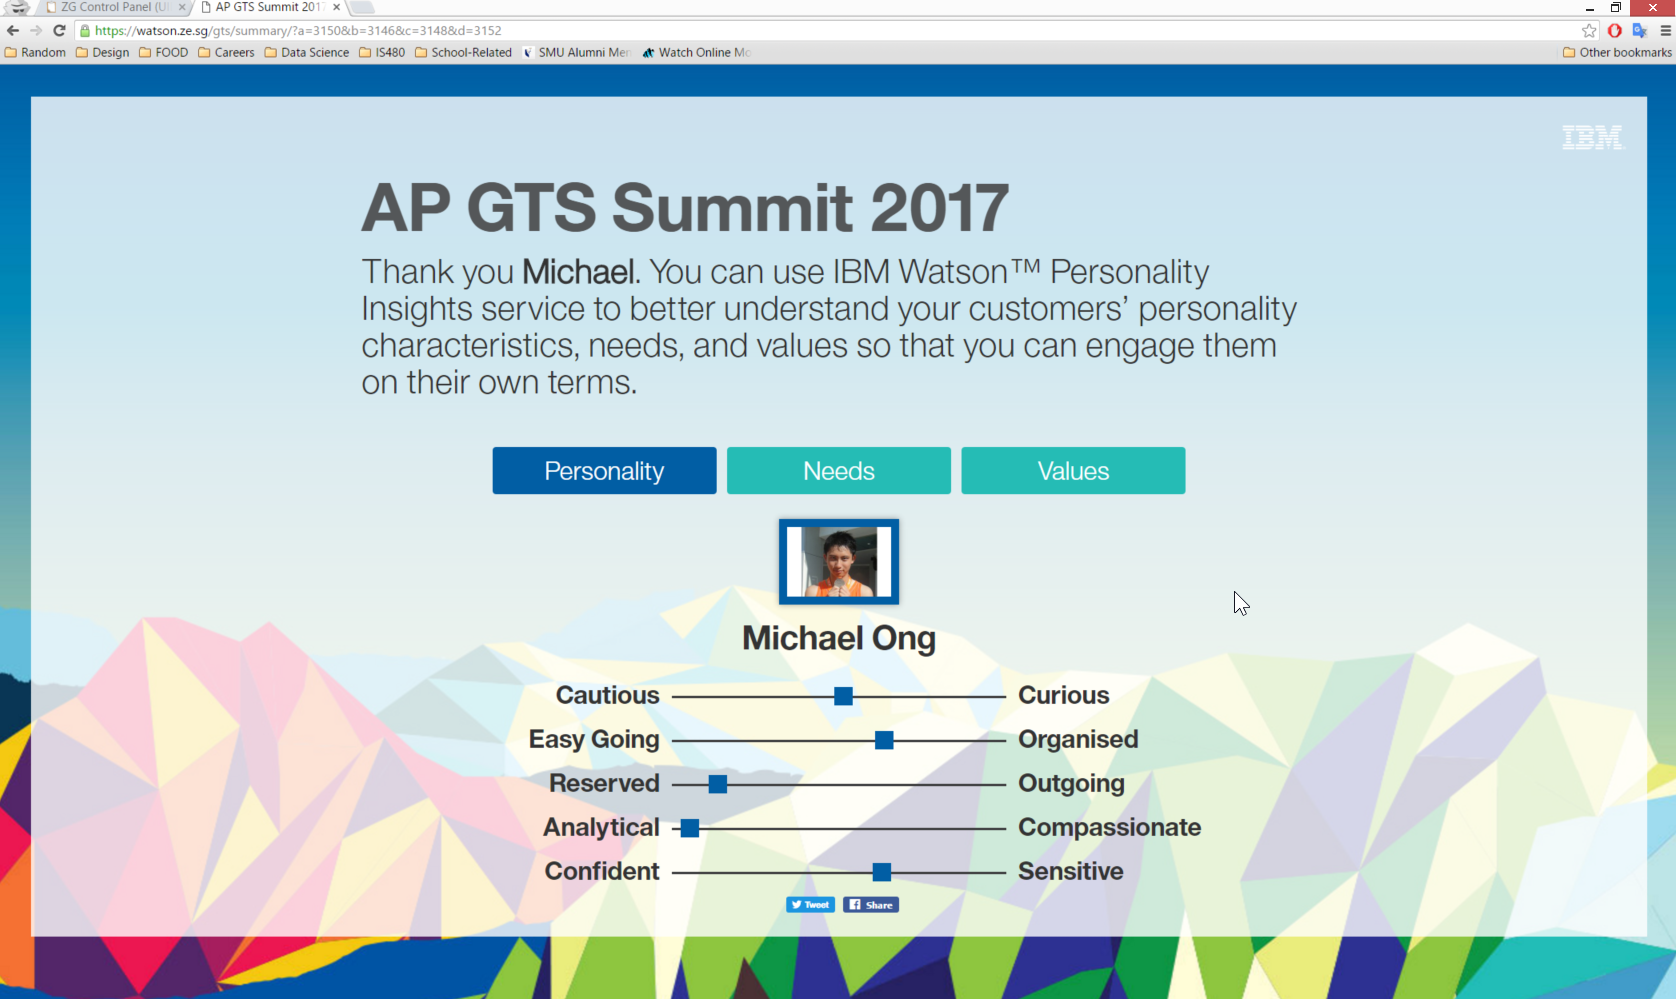 ZG Control Panel (UI
AP GTS Summit 2017
https://watson.ze.sg/gts/summary/?a=3150&b=3146&c=3148&d=3152
Random Design FOOD Careers Data Science IS480 School-Related SMU Alumni Mem Watch Online Mo Other bookmarks
IBM
AP GTS Summit 2017
Thank you Michael. You can use IBM Watson™ Personality
Insights service to better understand your customers' personality
characteristics, needs, and values so that you can engage them
on their own terms.
Personality Needs Values
Michael Ong
Cautious Curious
Easy Going Organised
Reserved Outgoing
Analytical Compassionate
Confident Sensitive
Tweet Share